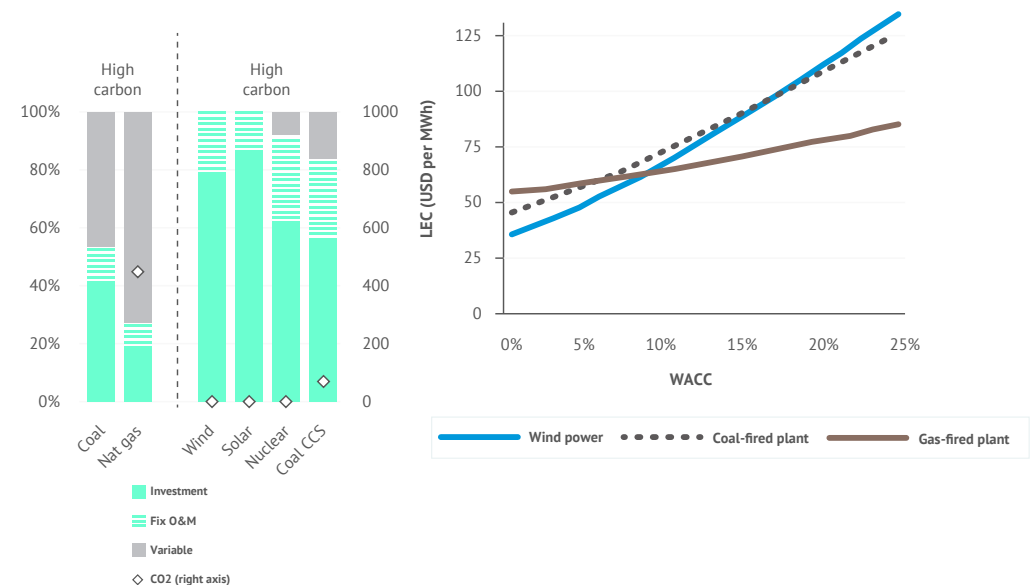 High
carbon
High
carbon
100%
80%
60%
40%
20%
0%
1000
800
600
400
200
0
Coal
Nat gas
Wind
Solar
Nuclear
Coal CCS
Investment
Fix O&M
Variable
CO2 (right axis)
LEC (USD per MWh)
125
100
75
50
25
0
0%
5%
10%
15%
20%
25%
WACC
Wind power
Coal-fired plant
Gas-fired plant